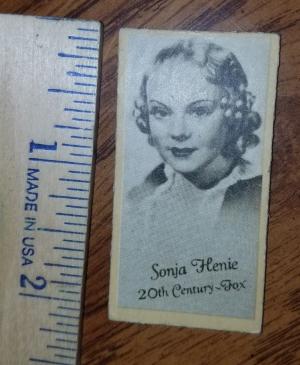 1
MADE IN USA
2
Sonja Henie
20th Century-Fox